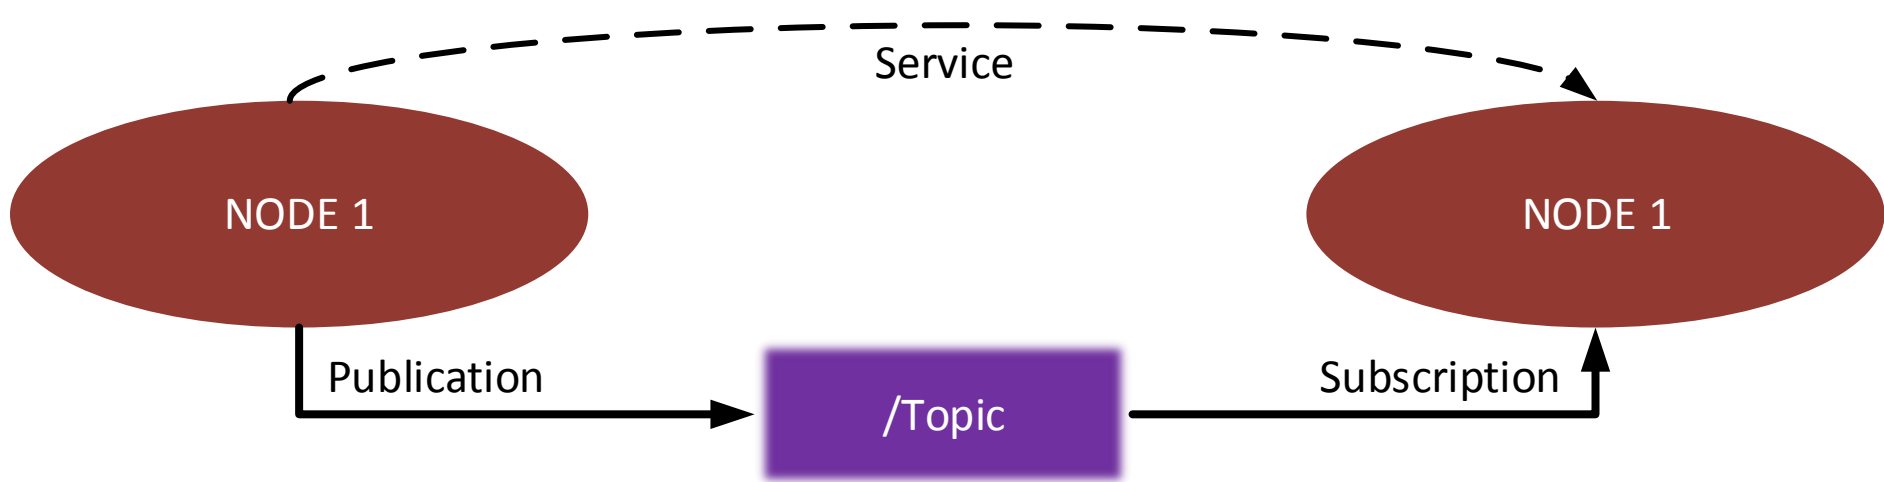 Service
NODE 1
NODE 1
Publication
/Topic
Subscription